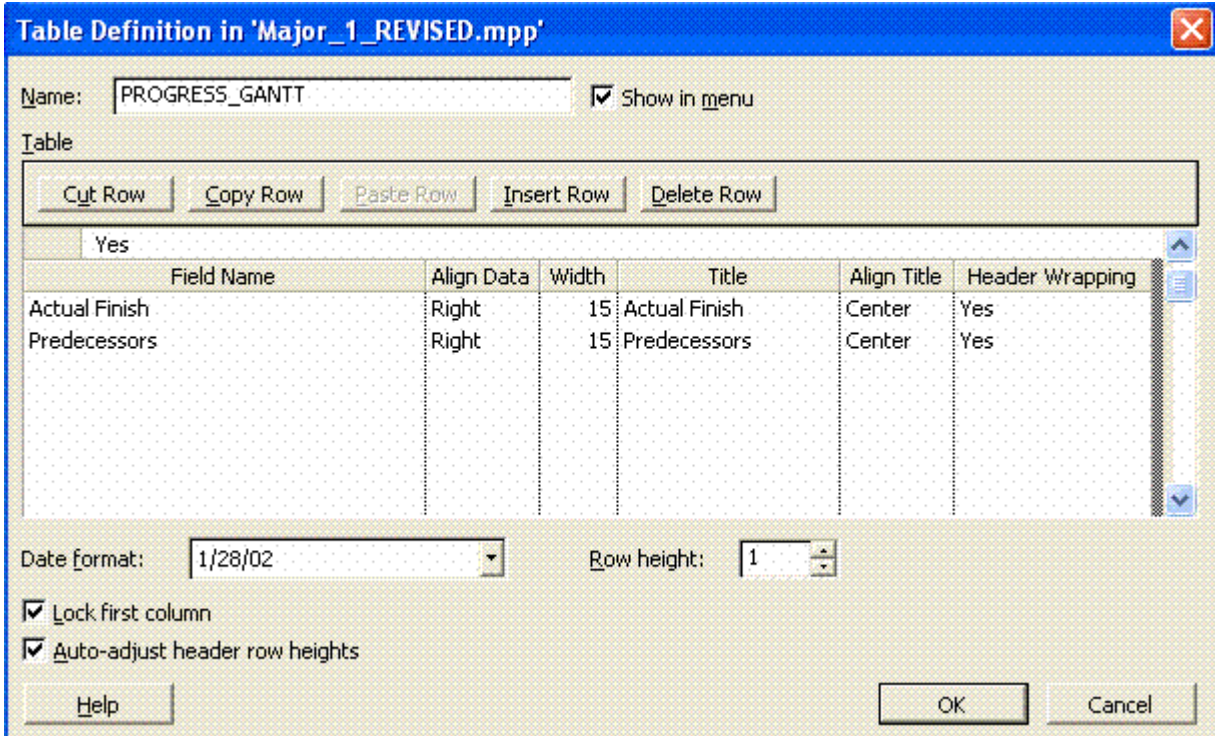 Table Definition in 'Major_1_REVISED.mpp'
Name: PROGRESS_GANTT Show in menu
Table
Cut Row Copy Row Paste Row Insert Row Delete Row
Yes
Field Name Align Data Width Title Align Title Header Wrapping
Actual Finish Right 15 Actual Finish Center Yes
Predecessors Right 15 Predecessors Center Yes
Date format: 1/28/02 Row height: 1
Lock first column
Auto-adjust header row heights
Help OK Cancel